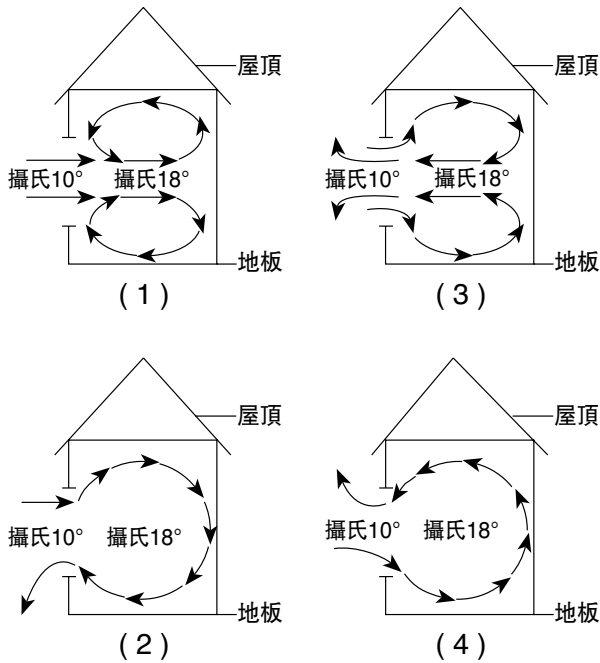 屋頂
攝氏10°
攝氏18°
地板
( 1 )
屋頂
攝氏10°
攝氏18°
地板
( 3 )
屋頂
攝氏10°
攝氏18°
地板
( 2 )
屋頂
攝氏10°
攝氏18°
地板
( 4 )